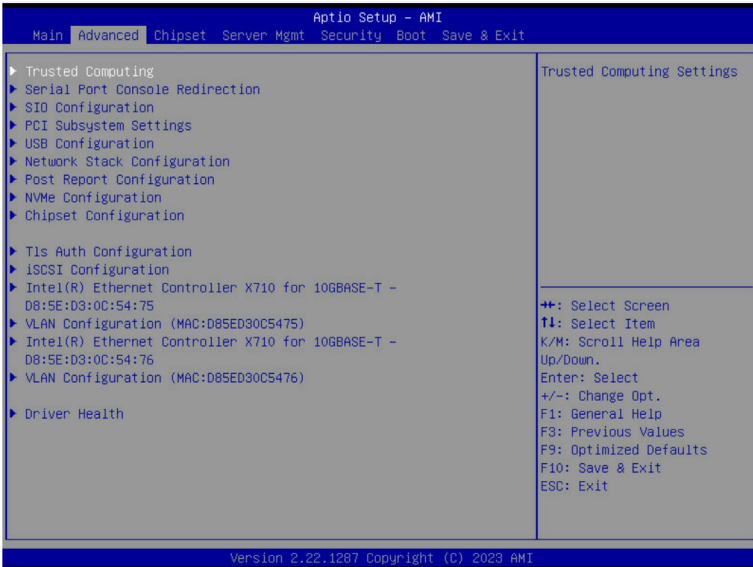 Aptio Setup – AMI
Main Advanced Chipset Server Mgmt Security Boot Save & Exit
▶ Trusted Computing
▶ Serial Port Console Redirection
▶ SIO Configuration
▶ PCI Subsystem Settings
▶ USB Configuration
▶ Network Stack Configuration
▶ Post Report Configuration
▶ NVMe Configuration
▶ Chipset Configuration
▶ Tls Auth Configuration
▶ iSCSI Configuration
▶ Intel(R) Ethernet Controller X710 for 10GBASE-T –
D8:5E:D3:0C:54:75
▶ VLAN Configuration (MAC:D85ED30C5475)
▶ Intel(R) Ethernet Controller X710 for 10GBASE-T –
D8:5E:D3:0C:54:76
▶ VLAN Configuration (MAC:D85ED30C5476)
▶ Driver Health
Trusted Computing Settings
→←: Select Screen
↑↓: Select Item
K/M: Scroll Help Area
Up/Down.
Enter: Select
+/-: Change Opt.
F1: General Help
F3: Previous Values
F9: Optimized Defaults
F10: Save & Exit
ESC: Exit
Version 2.22.1287 Copyright (C) 2023 AMI